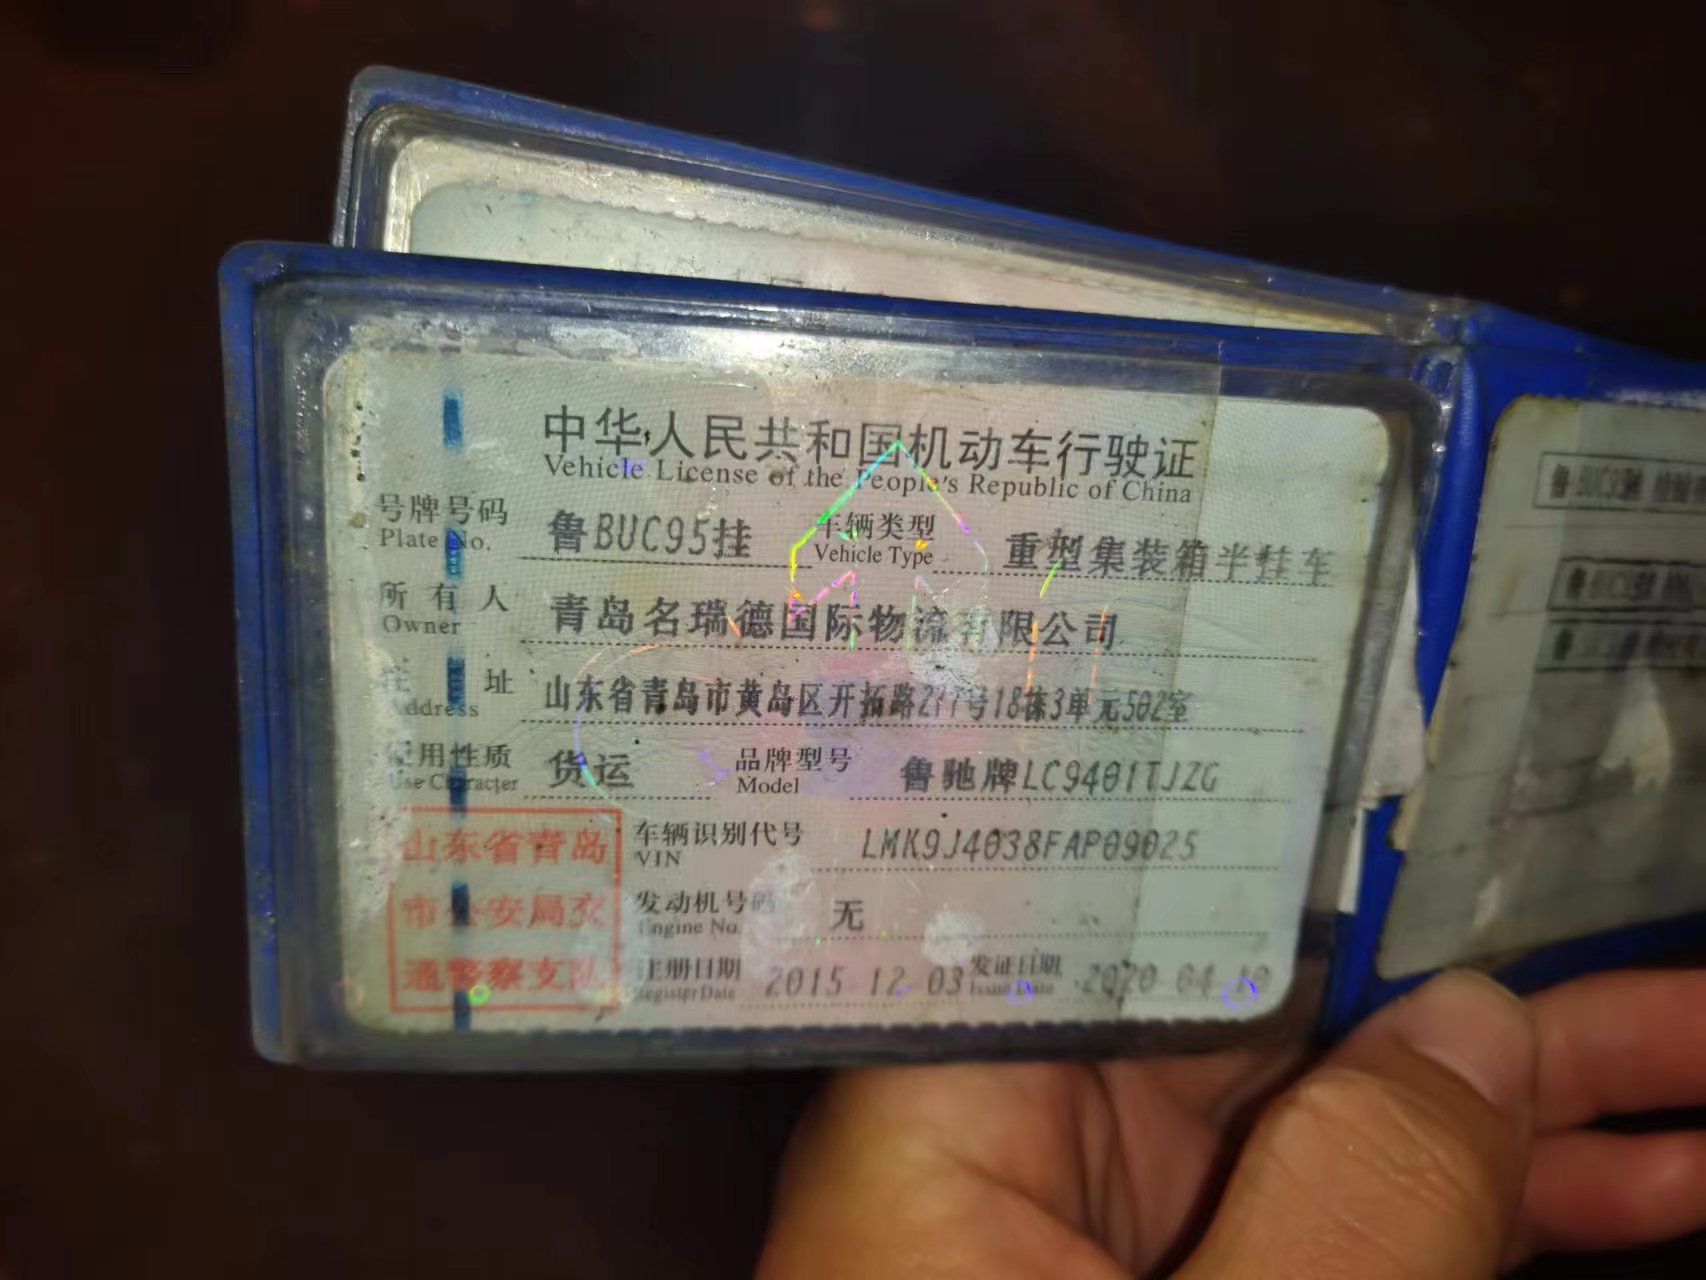 中华人民共和国机动车行驶证
Vehicle License of the People's Republic of China
号牌号码 鲁BUC95挂 车辆类型 重型集装箱半挂车
Plate No. Vehicle Type
所有人 青岛名瑞德国际物流有限公司
Owner
住址 山东省青岛市黄岛区开拓路277号18栋3单元502室
Address
使用性质 货运 品牌型号 鲁驰牌LC9401TJZG
Use Character Model
山东省青岛 车辆识别代号 LMK9J4038FAP09025
VIN
市公安局交 发动机号码 无
Engine No.
通警察支队 注册日期 2015 12 03 发证日期 2020 04 10
Register Date Issue Date